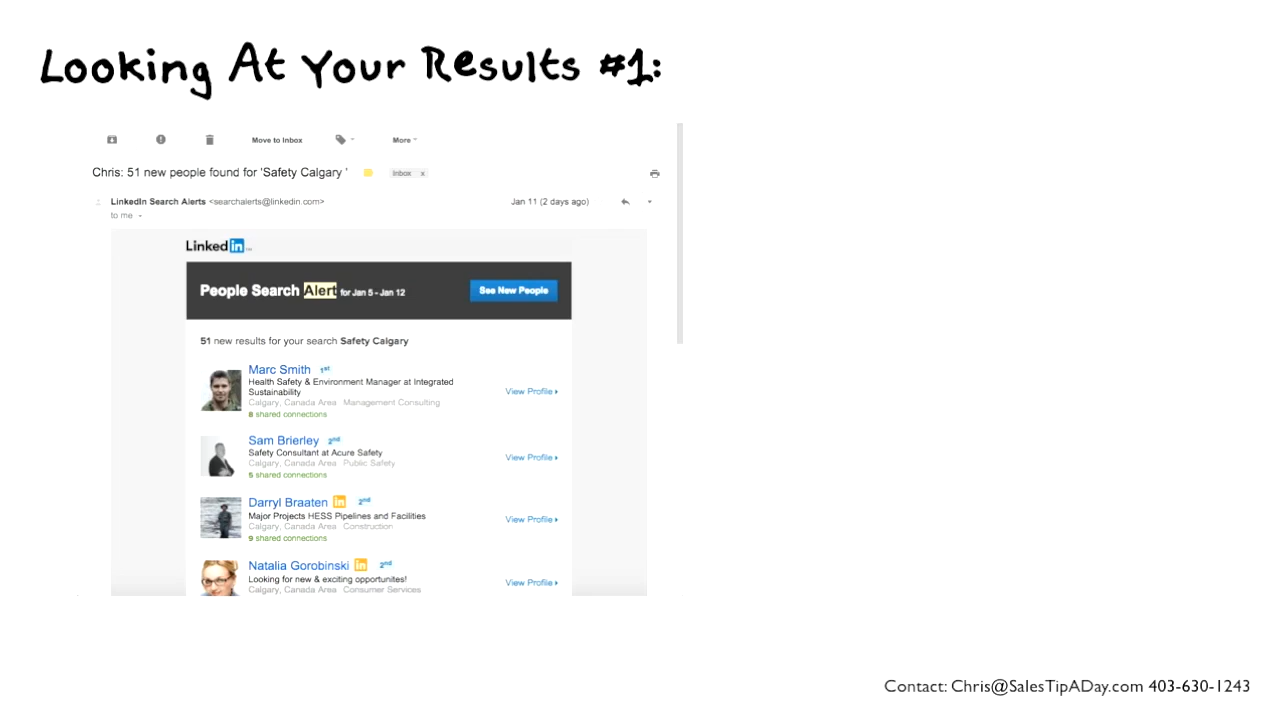 Looking At Your Results #1:
Move to Inbox More
Chris: 51 new people found for 'Safety Calgary ' Inbox x
LinkedIn Search Alerts <searchalerts@linkedin.com> Jan 11 (2 days ago)
to me
Linked in
People Search Alert for Jan 5 - Jan 12 See New People
51 new results for your search Safety Calgary
Marc Smith 1st
Health Safety & Environment Manager at Integrated
Sustainability
View Profile
Calgary, Canada Area Management Consulting
8 shared connections
Sam Brierley 2nd
Safety Consultant at Acure Safety
View Profile
Calgary, Canada Area Public Safety
5 shared connections
Darryl Braaten in 2nd
Major Projects HESS Pipelines and Facilities
View Profile
Calgary, Canada Area Construction
9 shared connections
Natalia Gorobinski in 2nd
Looking for new & exciting opportunites!
View Profile
Calgary, Canada Area Consumer Services
Contact: Chris@SalesTipADay.com 403-630-1243